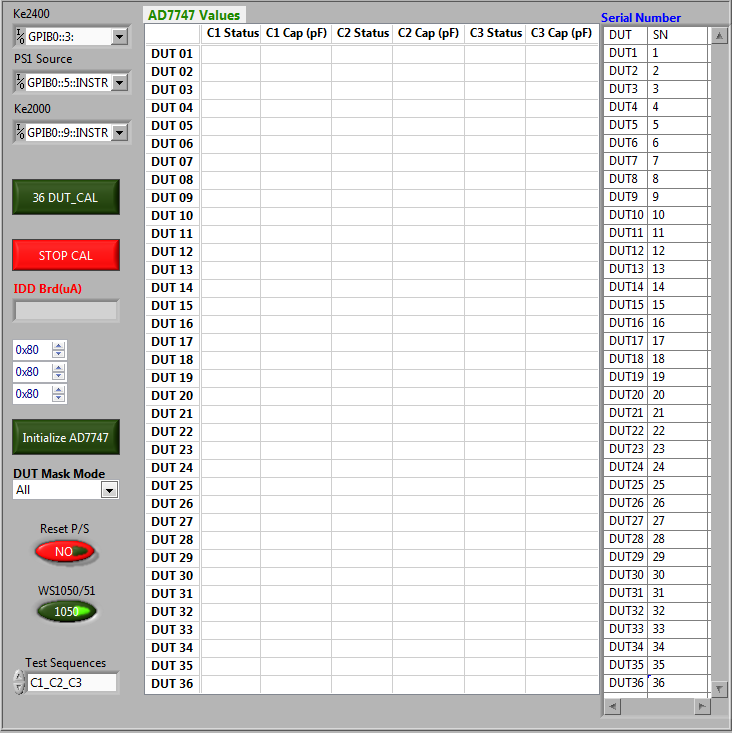 Ke2400
GPIB0::3:
PS1 Source
GPIB0::5::INSTR
Ke2000
GPIB0::9::INSTR
36 DUT_CAL
STOP CAL
IDD Brd(uA)
0x80
0x80
0x80
Initialize AD7747
DUT Mask Mode
All
Reset P/S
NO
WS1050/51
1050
Test Sequences
C1_C2_C3
AD7747 Values
C1 Status C1 Cap (pF) C2 Status C2 Cap (pF) C3 Status C3 Cap (pF)
DUT 01
DUT 02
DUT 03
DUT 04
DUT 05
DUT 06
DUT 07
DUT 08
DUT 09
DUT 10
DUT 11
DUT 12
DUT 13
DUT 14
DUT 15
DUT 16
DUT 17
DUT 18
DUT 19
DUT 20
DUT 21
DUT 22
DUT 23
DUT 24
DUT 25
DUT 26
DUT 27
DUT 28
DUT 29
DUT 30
DUT 31
DUT 32
DUT 33
DUT 34
DUT 35
DUT 36
Serial Number
DUT SN
DUT1 1
DUT2 2
DUT3 3
DUT4 4
DUT5 5
DUT6 6
DUT7 7
DUT8 8
DUT9 9
DUT10 10
DUT11 11
DUT12 12
DUT13 13
DUT14 14
DUT15 15
DUT16 16
DUT17 17
DUT18 18
DUT19 19
DUT20 20
DUT21 21
DUT22 22
DUT23 23
DUT24 24
DUT25 25
DUT26 26
DUT27 27
DUT28 28
DUT29 29
DUT30 30
DUT31 31
DUT32 32
DUT33 33
DUT34 34
DUT35 35
DUT36 36